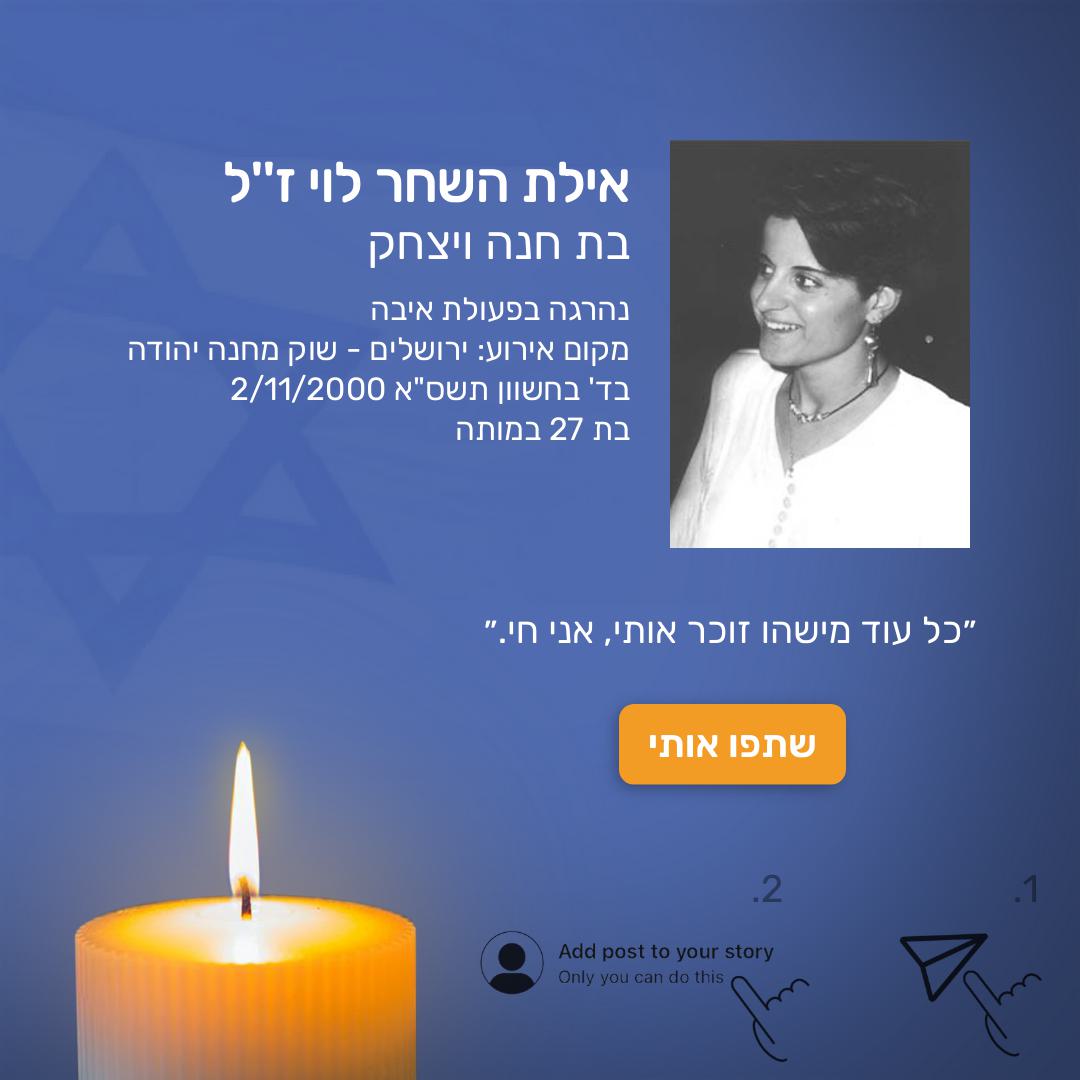 אילת השחר לוי ז"ל
בת חנה ויצחק
נהרגה בפעולת איבה
מקום אירוע: ירושלים - שוק מחנה יהודה
בד' בחשוון תשס"א 2/11/2000
בת 27 במותה
״כל עוד מישהו זוכר אותי, אני חי.״
שתפו אותי
1.
2.
Add post to your story
Only you can do this